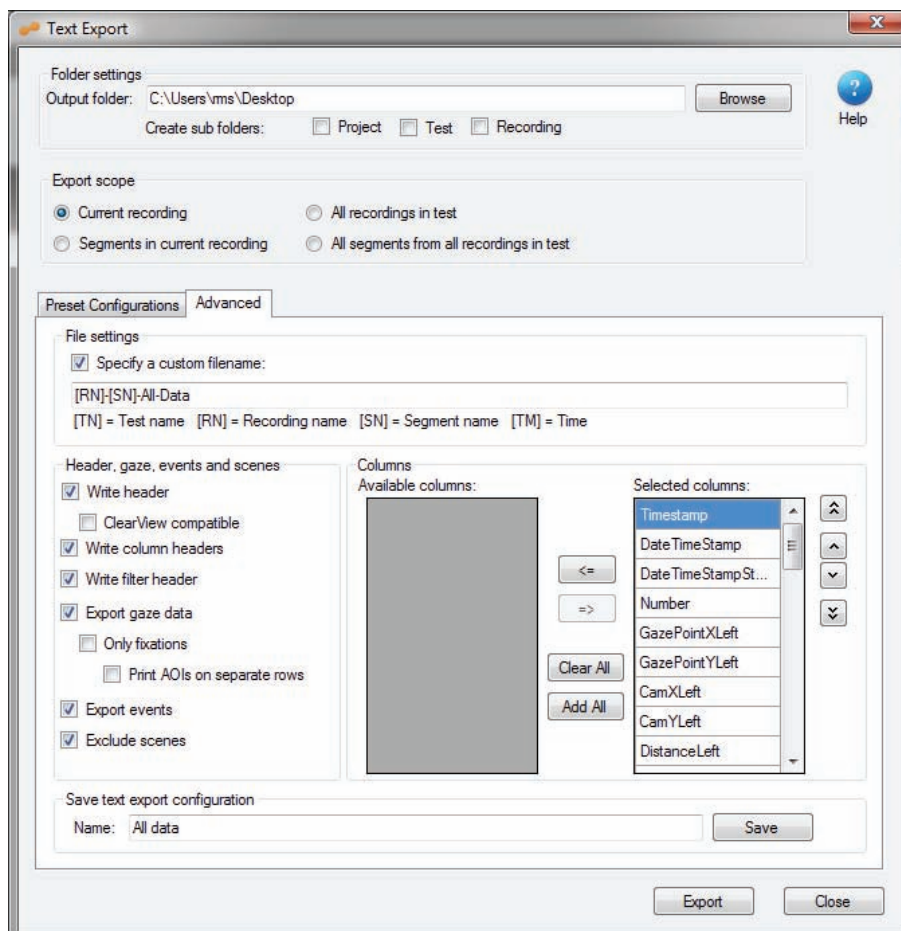 Text Export
Folder settings
Output folder: C:\Users\rms\Desktop Browse
Create sub folders: Project Test Recording
Help
Export scope
Current recording All recordings in test
Segments in current recording All segments from all recordings in test
Preset Configurations Advanced
File settings
Specify a custom filename:
[RN]-[SN]-All-Data
[TN] = Test name [RN] = Recording name [SN] = Segment name [TM] = Time
Header, gaze, events and scenes
Write header
ClearView compatible
Write column headers
Write filter header
Export gaze data
Only fixations
Print AOIs on separate rows
Export events
Exclude scenes
Columns
Available columns:
<=
=>
Clear All
Add All
Selected columns:
Timestamp
DateTimeStamp
DateTimeStampSt...
Number
GazePointXLeft
GazePointYLeft
CamXLeft
CamYLeft
DistanceLeft
Save text export configuration
Name: All data Save
Export Close